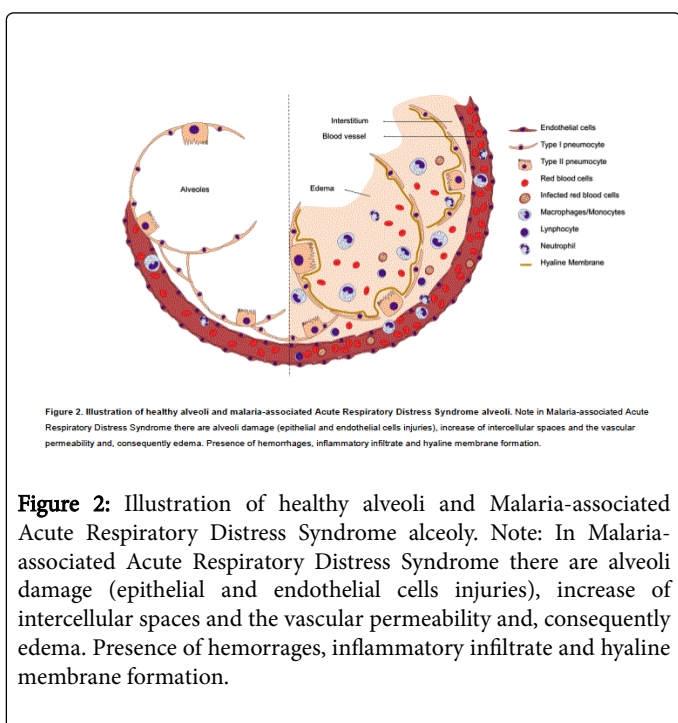 Interstitium
Blood vessel
Alveoles
Edema
Endothelial cells
Type I pneumocyte
Type II pneumocyte
Red blood cells
Infected red blood cells
Macrophages/Monocytes
Lymphocyte
Neutrophil
Hyaline Membrane
Figure 2. Illustration of healthy alveoli and malaria-associated Acute Respiratory Distress Syndrome alveoli. Note in Malaria-associated Acute
Respiratory Distress Syndrome there are alveoli damage (epithelial and endothelial cells injuries), increase of intercellular spaces and the vascular
permeability and, consequently edema. Presence of hemorrhages, inflammatory infiltrate and hyaline membrane formation.
Figure 2: Illustration of healthy alveoli and Malaria-associated
Acute Respiratory Distress Syndrome alceoly. Note: In Malaria-
associated Acute Respiratory Distress Syndrome there are alveoli
damage (epithelial and endothelial cells injuries), increase of
intercellular spaces and the vascular permeability and, consequently
edema. Presence of hemorrages, inflammatory infiltrate and hyaline
membrane formation.